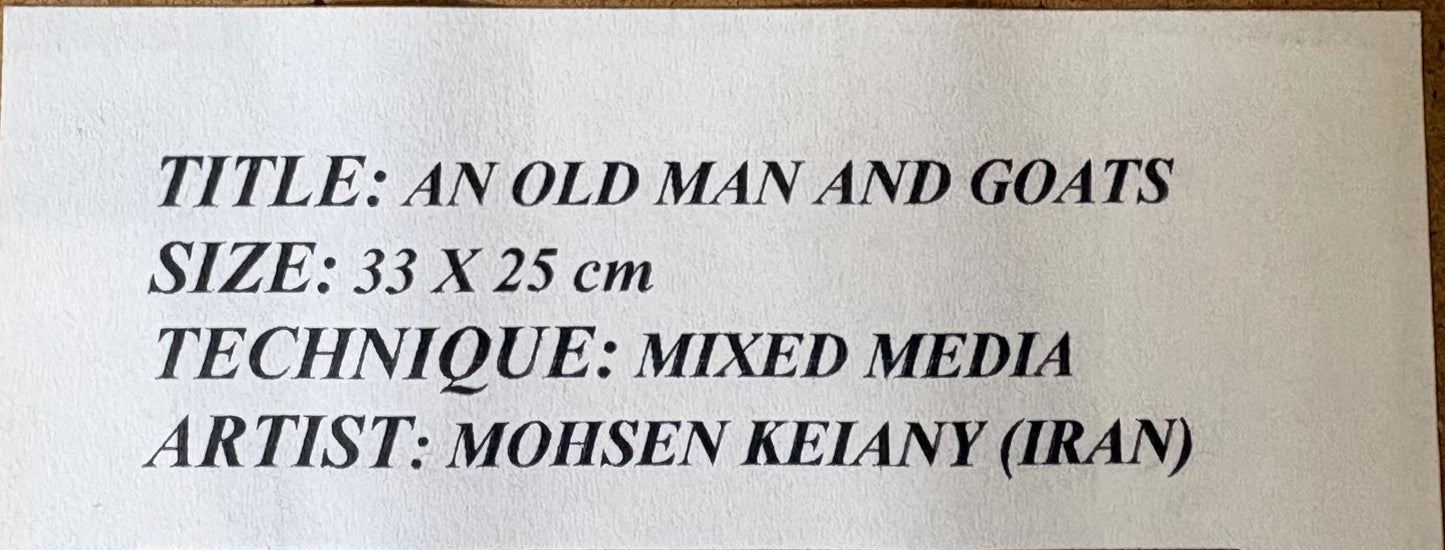 TITLE: AN OLD MAN AND GOATS
SIZE: 33 X 25 cm
TECHNIQUE: MIXED MEDIA
ARTIST: MOHSEN KEIANY (IRAN)